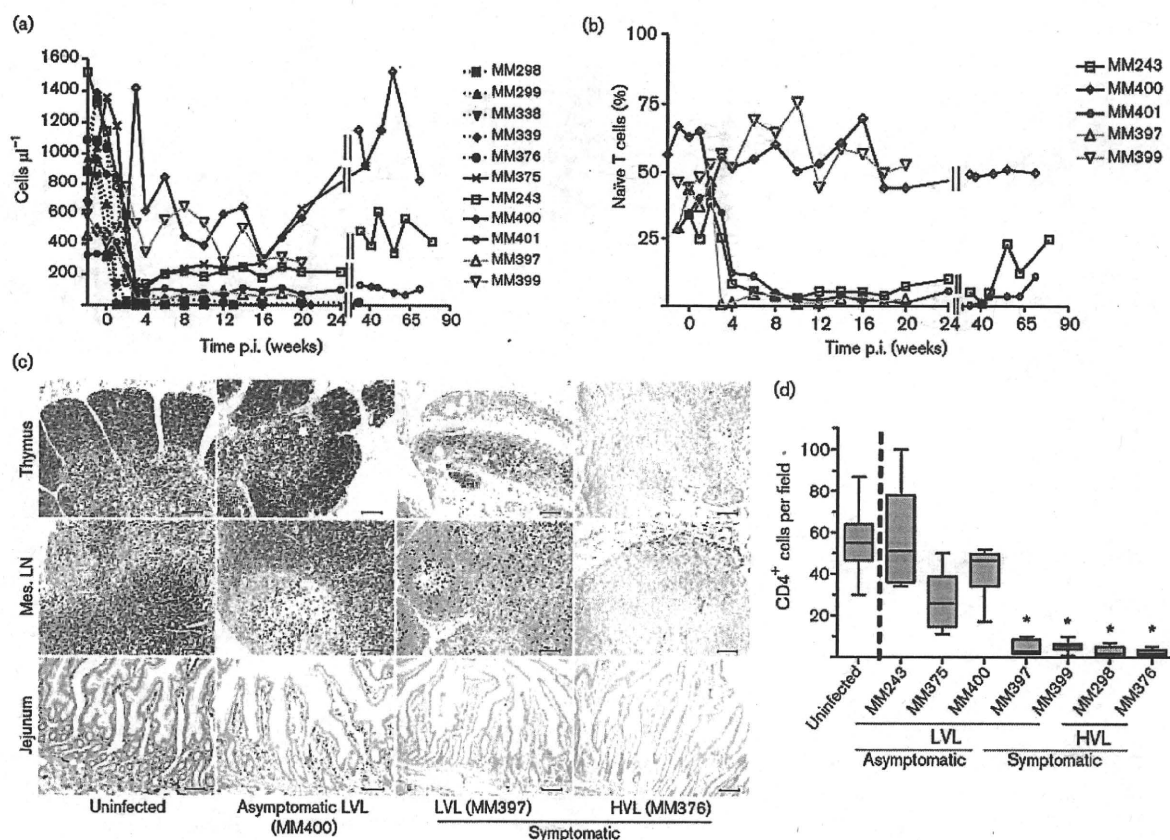 (a)
Cells µl⁻¹
1600
1400
1200
1000
800
600
400
200
0 4 8 12 16 20 24 40 65 90
Time p.i. (weeks)
MM298
MM299
MM338
MM339
MM376
MM375
MM243
MM400
MM401
MM397
MM399
(b)
Naïve T cells (%)
100
75
50
25
0 4 8 12 16 20 24 40 65 90
Time p.i. (weeks)
MM243
MM400
MM401
MM397
MM399
(c)
Thymus
Mes. LN
Jejunum
Uninfected
Asymptomatic LVL
(MM400)
LVL (MM397)
HVL (MM376)
Symptomatic
(d)
CD4⁺ cells per field
100
80
60
40
20
* * * *
Uninfected
MM243
MM375
MM400
MM397
MM399
MM298
MM376
LVL HVL
Asymptomatic Symptomatic